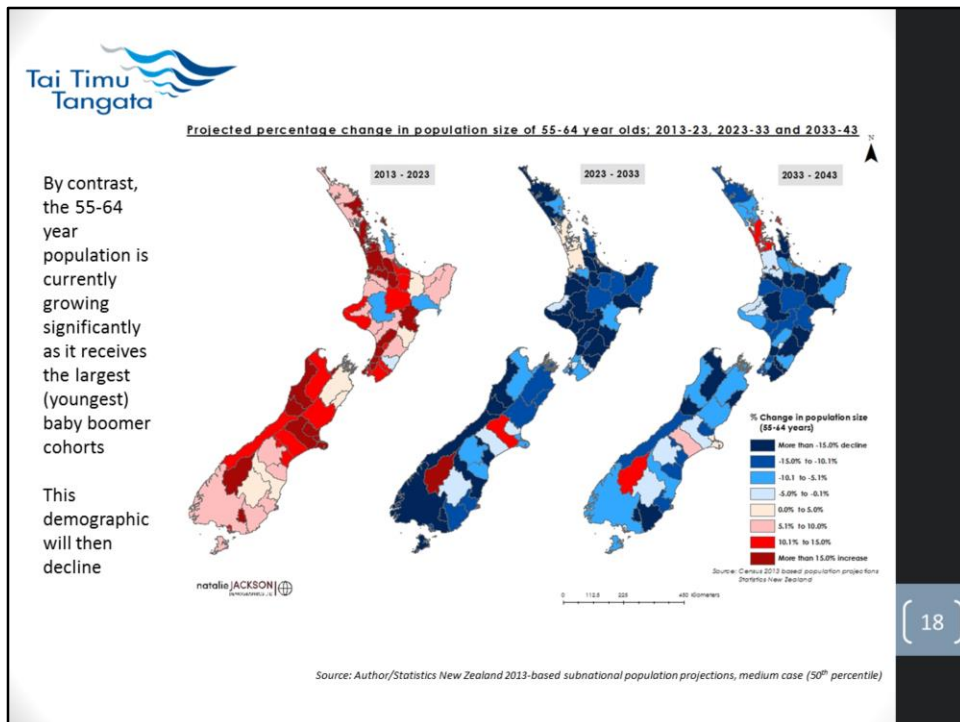 Tai Timu
Tangata
Projected percentage change in population size of 55-64 year olds; 2013-23, 2023-33 and 2033-43
N
2013 - 2023
2023 - 2033
2033 - 2043
By contrast,
the 55-64
year
population is
currently
growing
significantly
as it receives
the largest
(youngest)
baby boomer
cohorts
This
demographic
will then
decline
% Change in population size
(55-64 years)
More than -15.0% decline
-15.0% to -10.1%
-10.1 to -5.1%
-5.0% to -0.1%
0.0% to 5.0%
5.1% to 10.0%
10.1% to 15.0%
More than 15.0% increase
Source: Census 2013 based population projections
Statistics New Zealand
natalie JACKSON
0 112.5 225 450 Kilometers
18
Source: Author/Statistics New Zealand 2013-based subnational population projections, medium case (50th percentile)